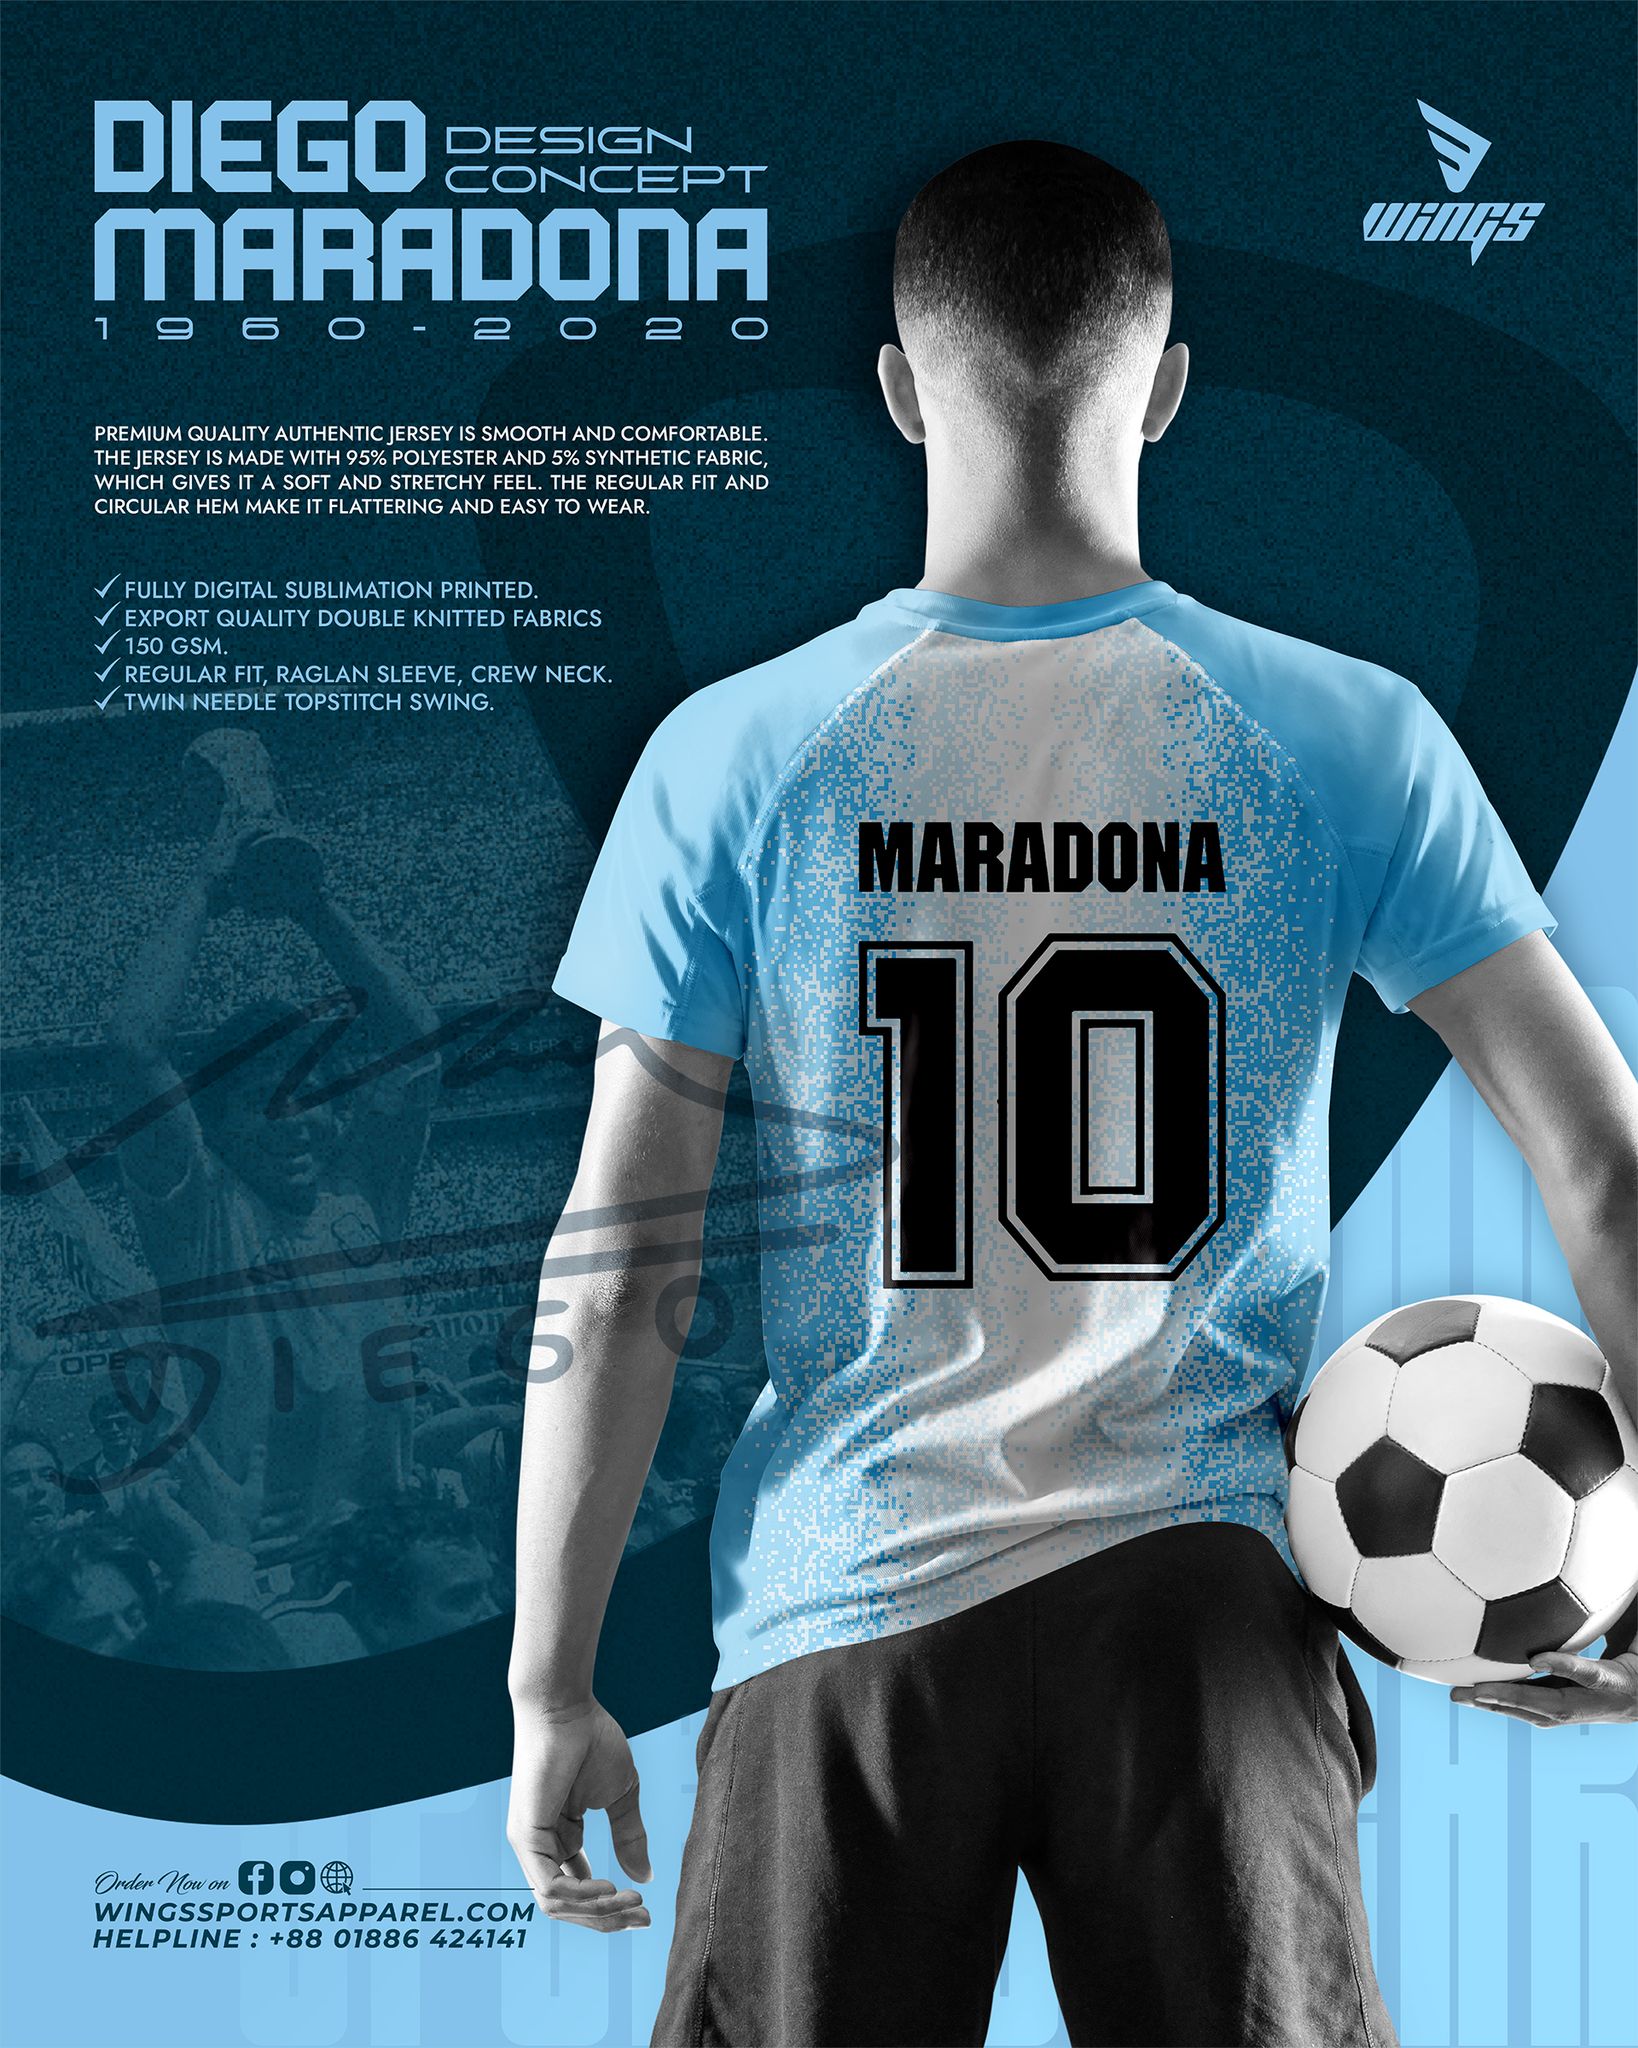 DIEGO DESIGN CONCEPT
MARADONA
1960-2020
WINGS
PREMIUM QUALITY AUTHENTIC JERSEY IS SMOOTH AND COMFORTABLE.
THE JERSEY IS MADE WITH 95% POLYESTER AND 5% SYNTHETIC FABRIC,
WHICH GIVES IT A SOFT AND STRETCHY FEEL. THE REGULAR FIT AND
CIRCULAR HEM MAKE IT FLATTERING AND EASY TO WEAR.
FULLY DIGITAL SUBLIMATION PRINTED.
EXPORT QUALITY DOUBLE KNITTED FABRICS
150 GSM.
REGULAR FIT, RAGLAN SLEEVE, CREW NECK.
TWIN NEEDLE TOPSTITCH SWING.
MARADONA
10
DIEGO
Order Now on
WINGSSPORTSAPPAREL.COM
HELPLINE : +88 01886 424141